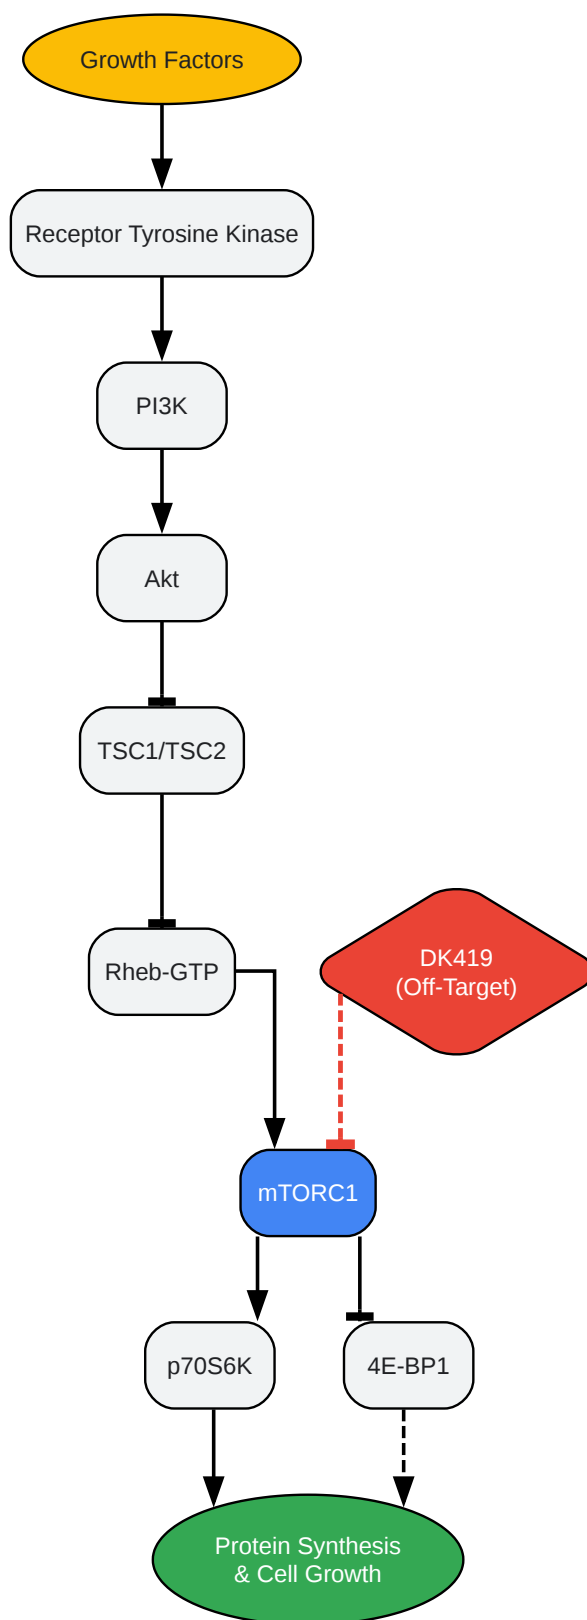 Growth Factors
Receptor Tyrosine Kinase
PI3K
Akt
TSC1/TSC2
Rheb-GTP
DK419
(Off-Target)
mTORC1
p70S6K
4E-BP1
Protein Synthesis
& Cell Growth